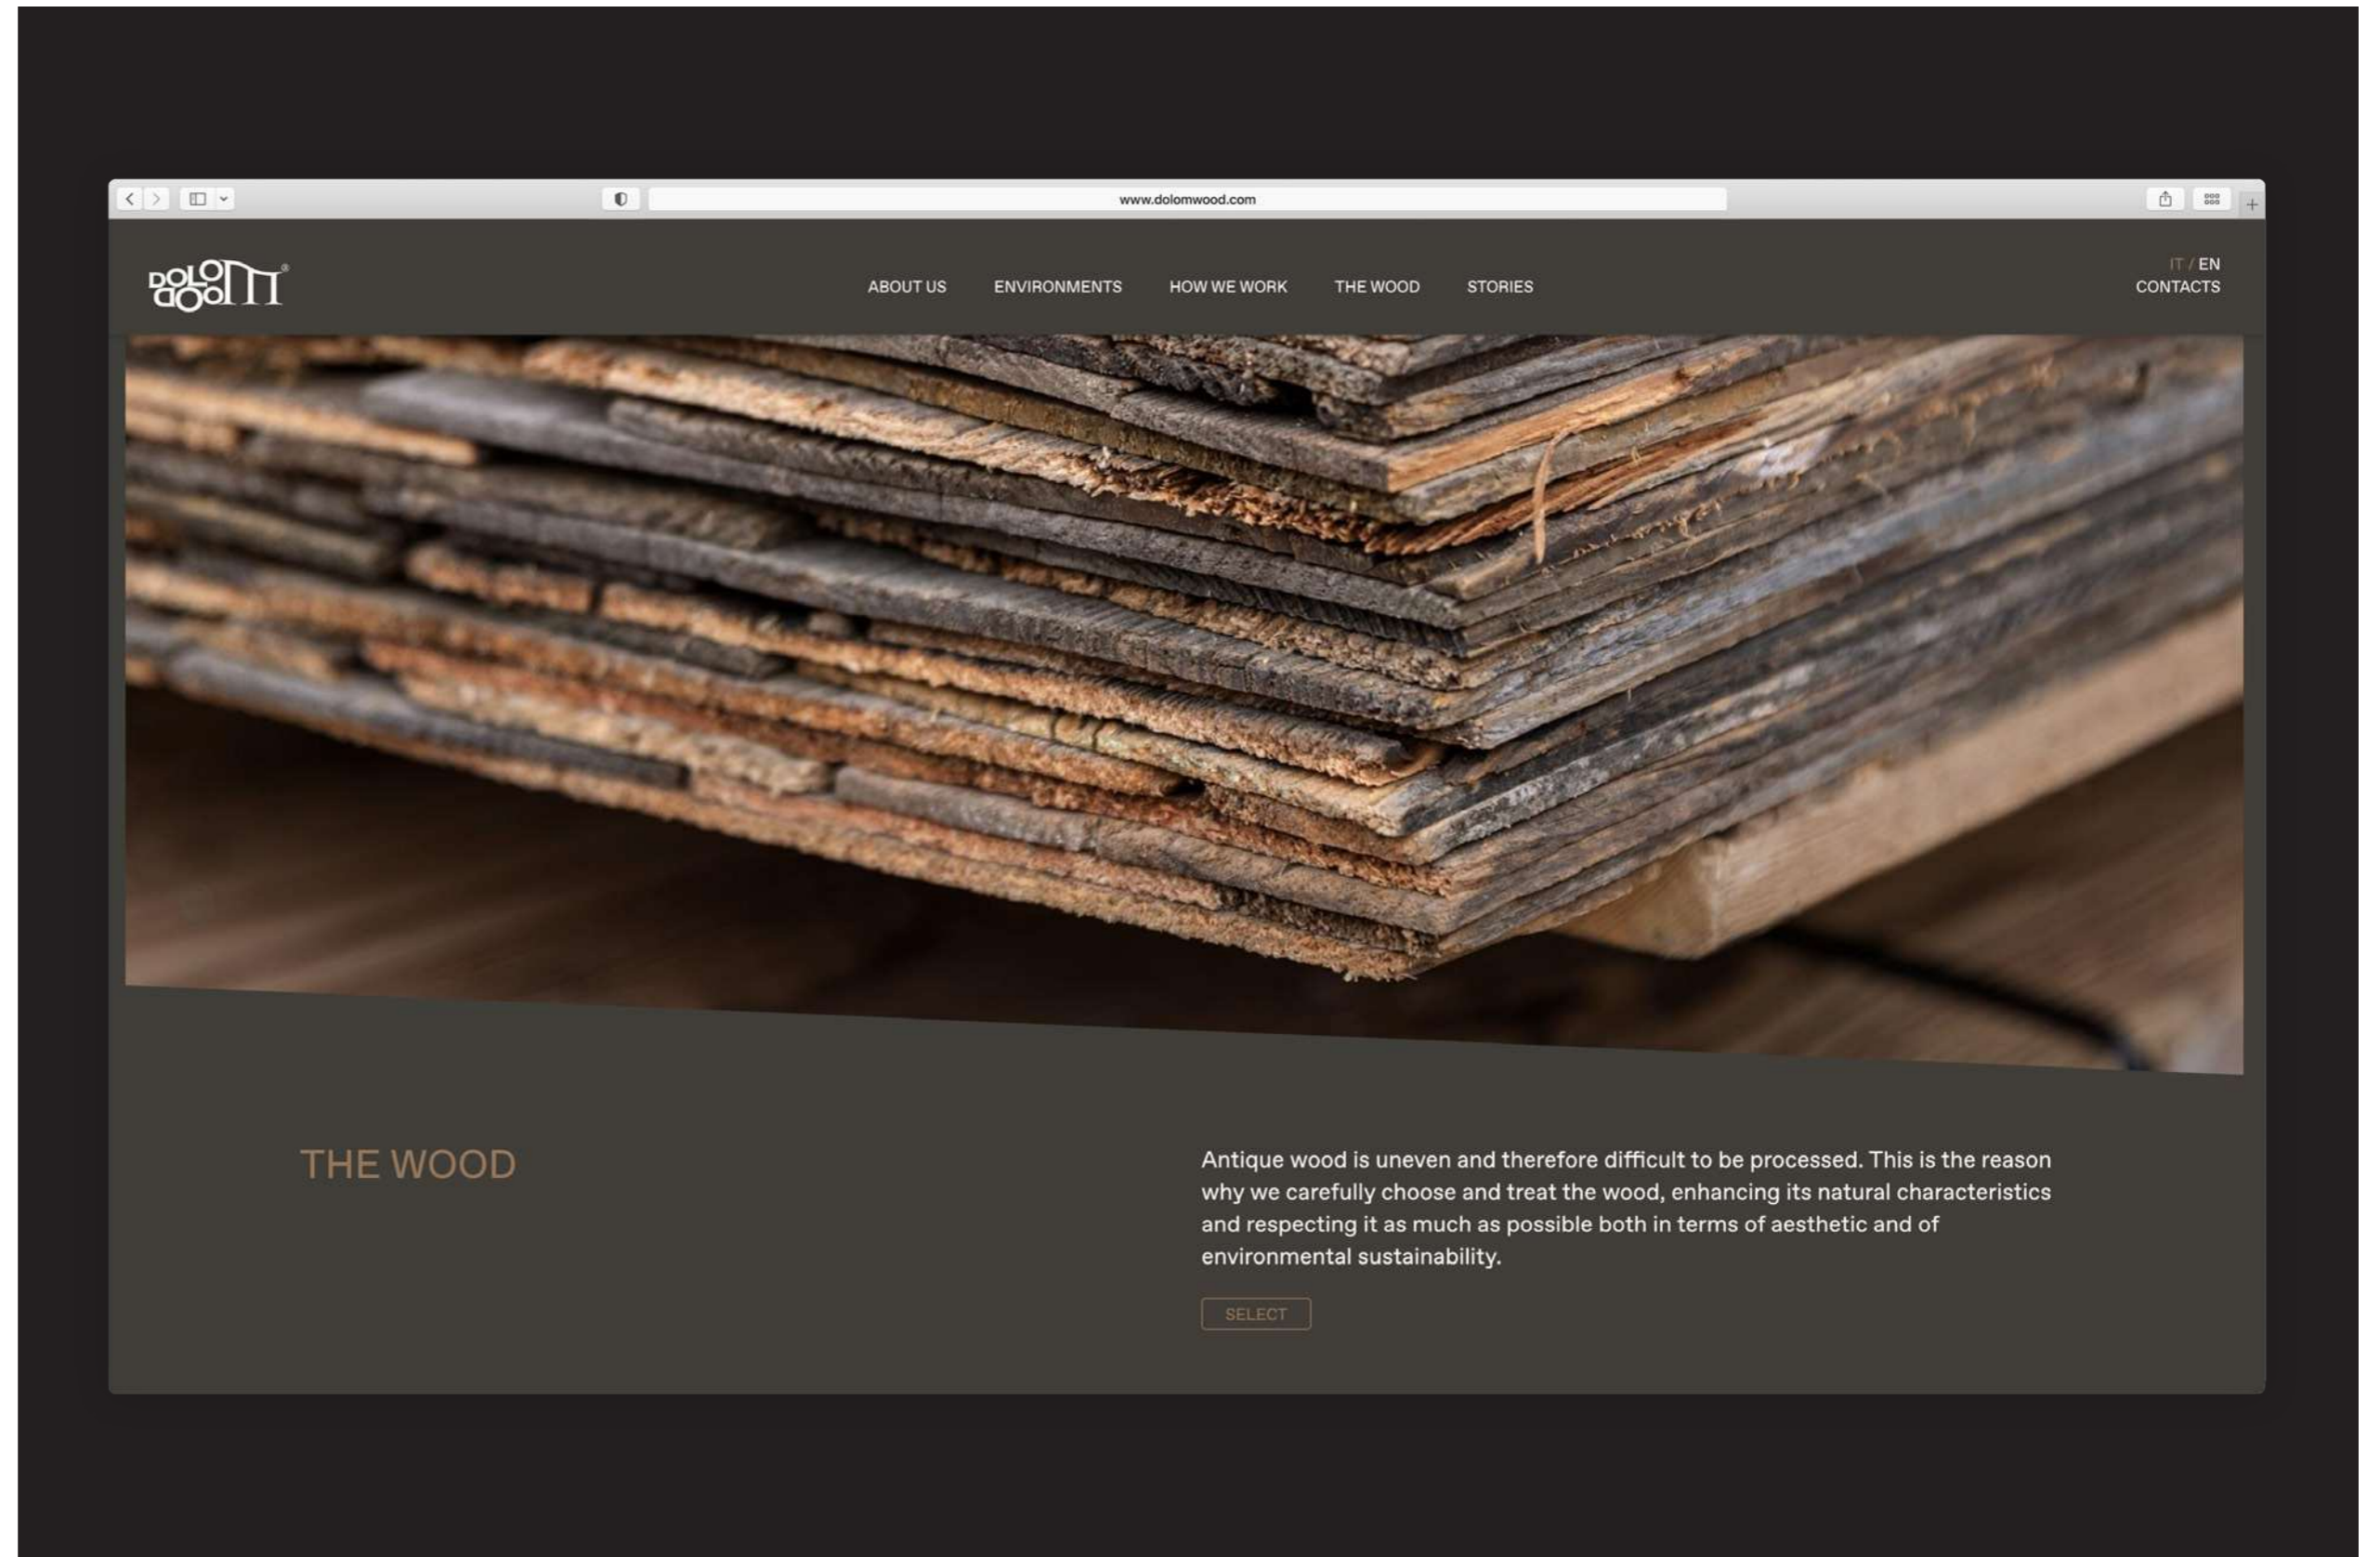 www.dolomwood.com
DOLOM
WOOD®
ABOUT US
ENVIRONMENTS
HOW WE WORK
THE WOOD
STORIES
IT / EN
CONTACTS
THE WOOD
Antique wood is uneven and therefore difficult to be processed. This is the reason
why we carefully choose and treat the wood, enhancing its natural characteristics
and respecting it as much as possible both in terms of aesthetic and of
environmental sustainability.
SELECT